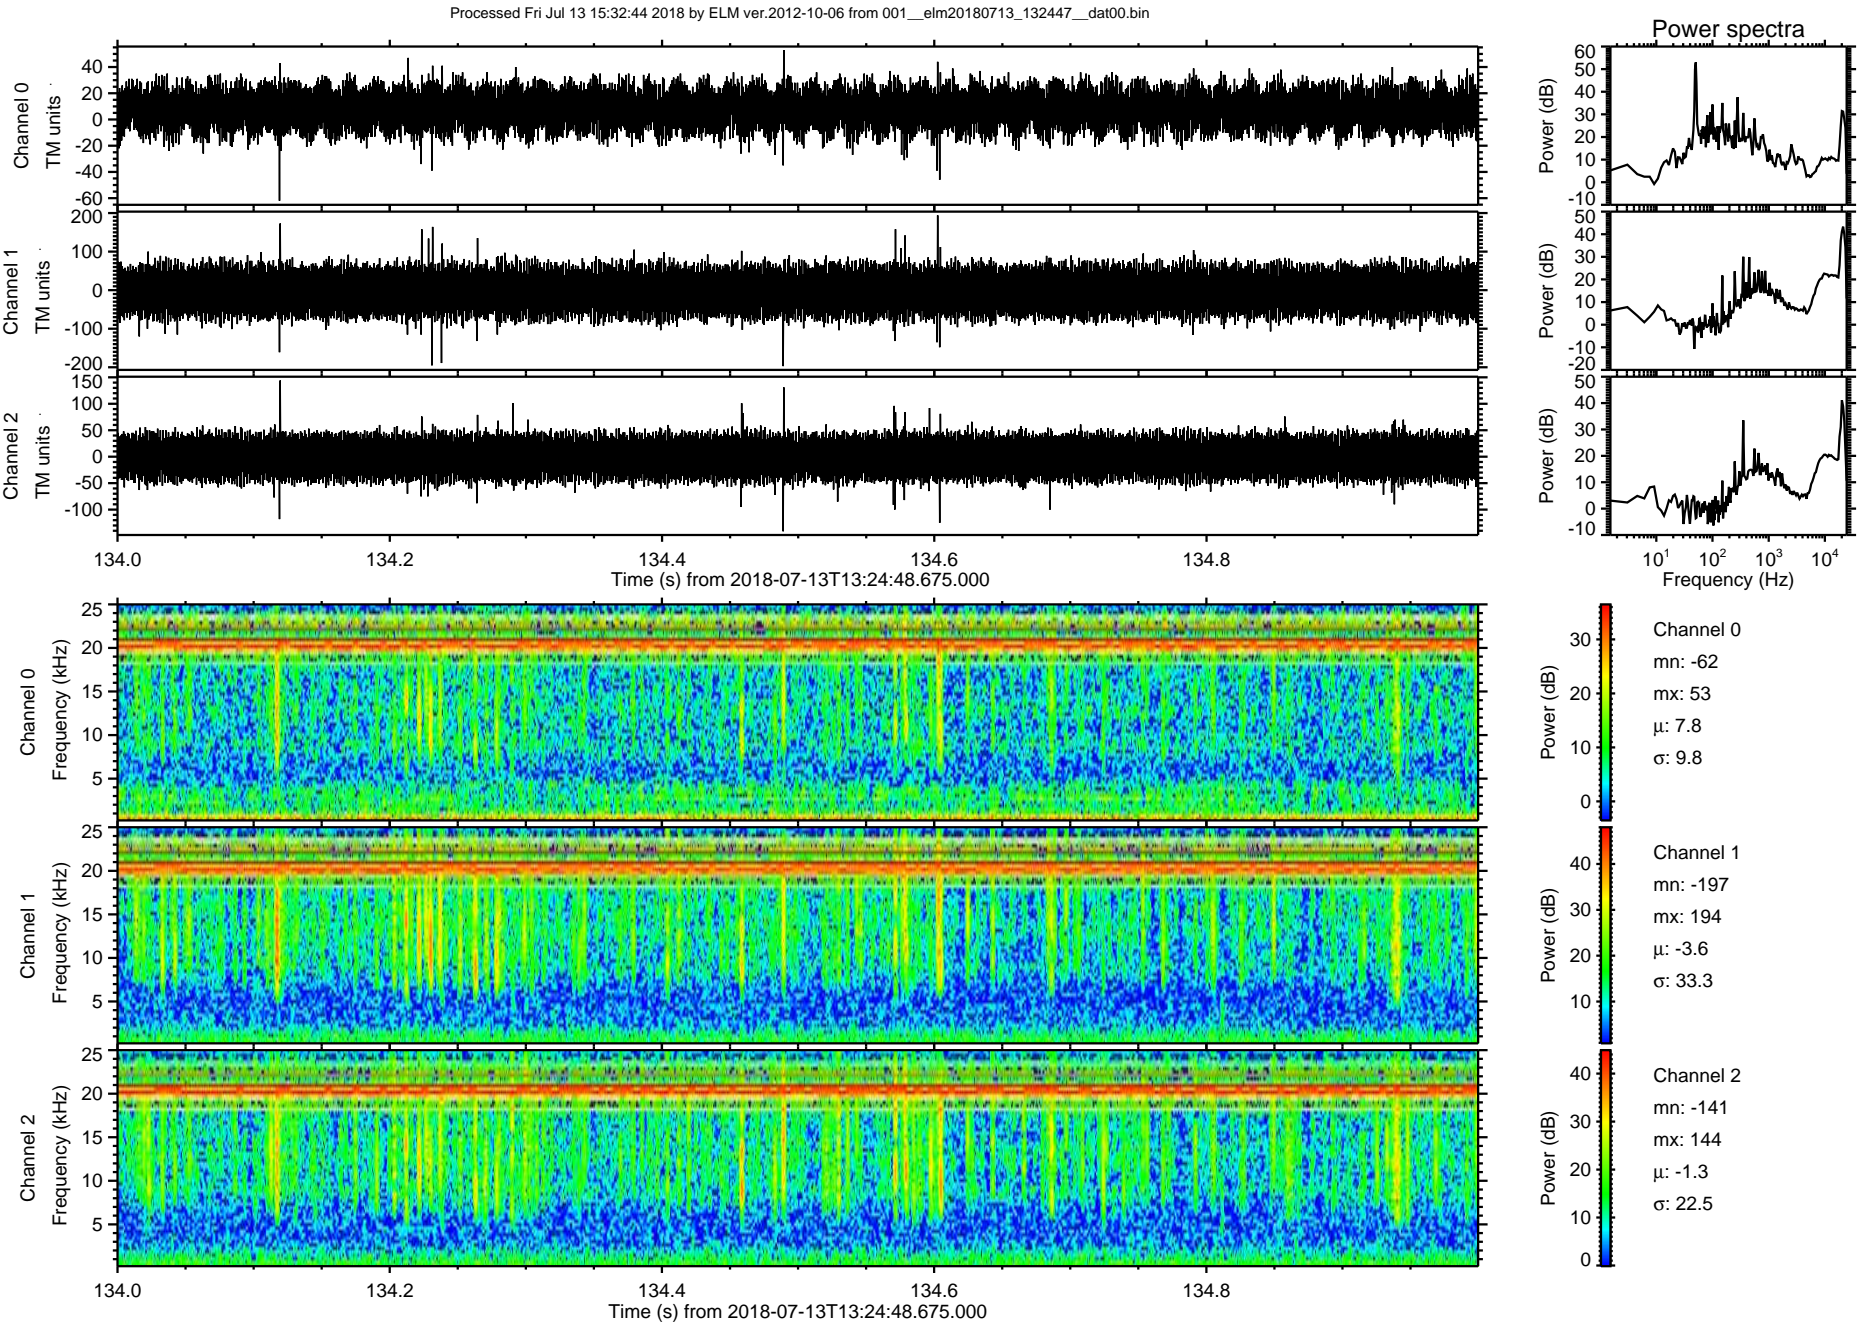 Processed Fri Jul 13 15:32:44 2018 by ELM ver.2012-10-06 from 001__elm20180713_132447__dat00.bin
Power spectra
Channel 0
TM units
40
20
0
-20
-40
-60
Power (dB)
60
50
40
30
20
10
0
-10
Channel 1
TM units
200
100
0
-100
-200
Power (dB)
50
40
30
20
10
0
-10
-20
Channel 2
TM units
150
100
50
0
-50
-100
Power (dB)
50
40
30
20
10
0
-10
134.0 134.2 134.4 134.6 134.8
Time (s) from 2018-07-13T13:24:48.675.000
10¹ 10² 10³ 10⁴
Frequency (Hz)
Channel 0
Frequency (kHz)
25
20
15
10
5
Power (dB)
30
20
10
0
Channel 0
mn: -62
mx: 53
µ: 7.8
σ: 9.8
Channel 1
Frequency (kHz)
25
20
15
10
5
Power (dB)
40
30
20
10
Channel 1
mn: -197
mx: 194
µ: -3.6
σ: 33.3
Channel 2
Frequency (kHz)
25
20
15
10
5
Power (dB)
40
30
20
10
0
Channel 2
mn: -141
mx: 144
µ: -1.3
σ: 22.5
134.0 134.2 134.4 134.6 134.8
Time (s) from 2018-07-13T13:24:48.675.000